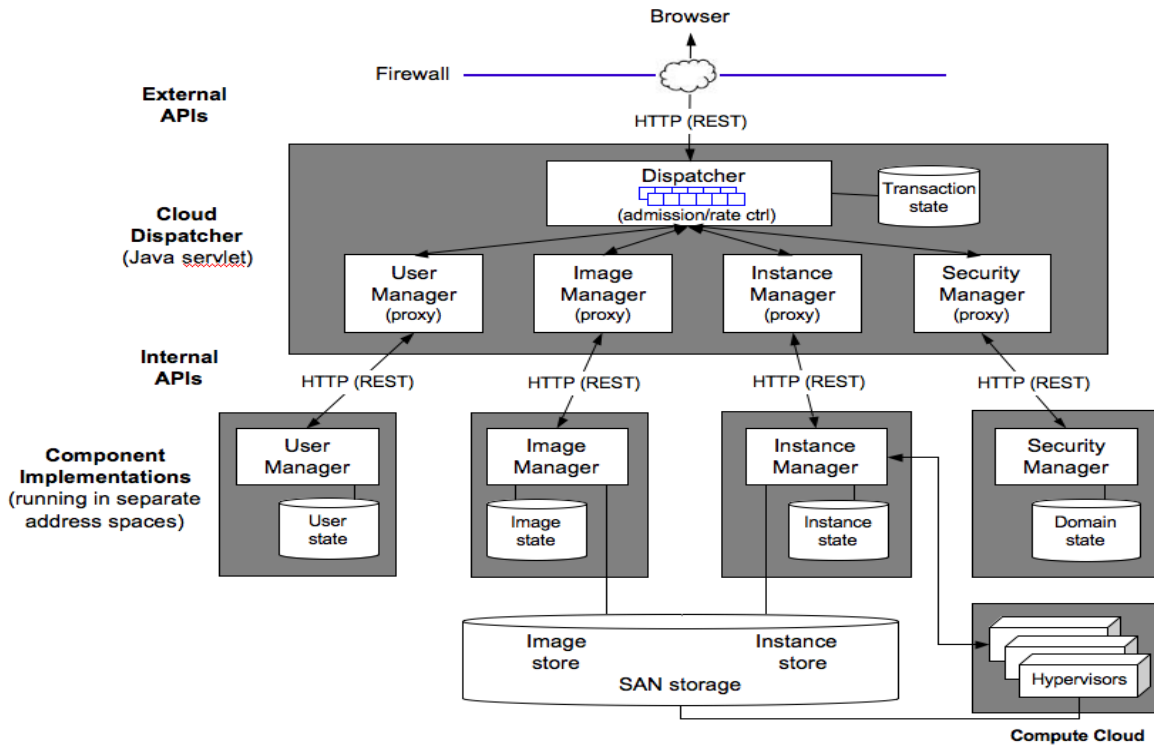 Browser
Firewall
External
APIs
HTTP (REST)
Dispatcher
(admission/rate ctrl)
Transaction
state
Cloud
Dispatcher
(Java servlet)
User
Manager
(proxy)
Image
Manager
(proxy)
Instance
Manager
(proxy)
Security
Manager
(proxy)
Internal
APIs
HTTP (REST)
HTTP (REST)
HTTP (REST)
HTTP (REST)
Component
Implementations
(running in separate
address spaces)
User
Manager
User
state
Image
Manager
Image
state
Instance
Manager
Instance
state
Security
Manager
Domain
state
Image
store
Instance
store
SAN storage
Hypervisors
Compute Cloud